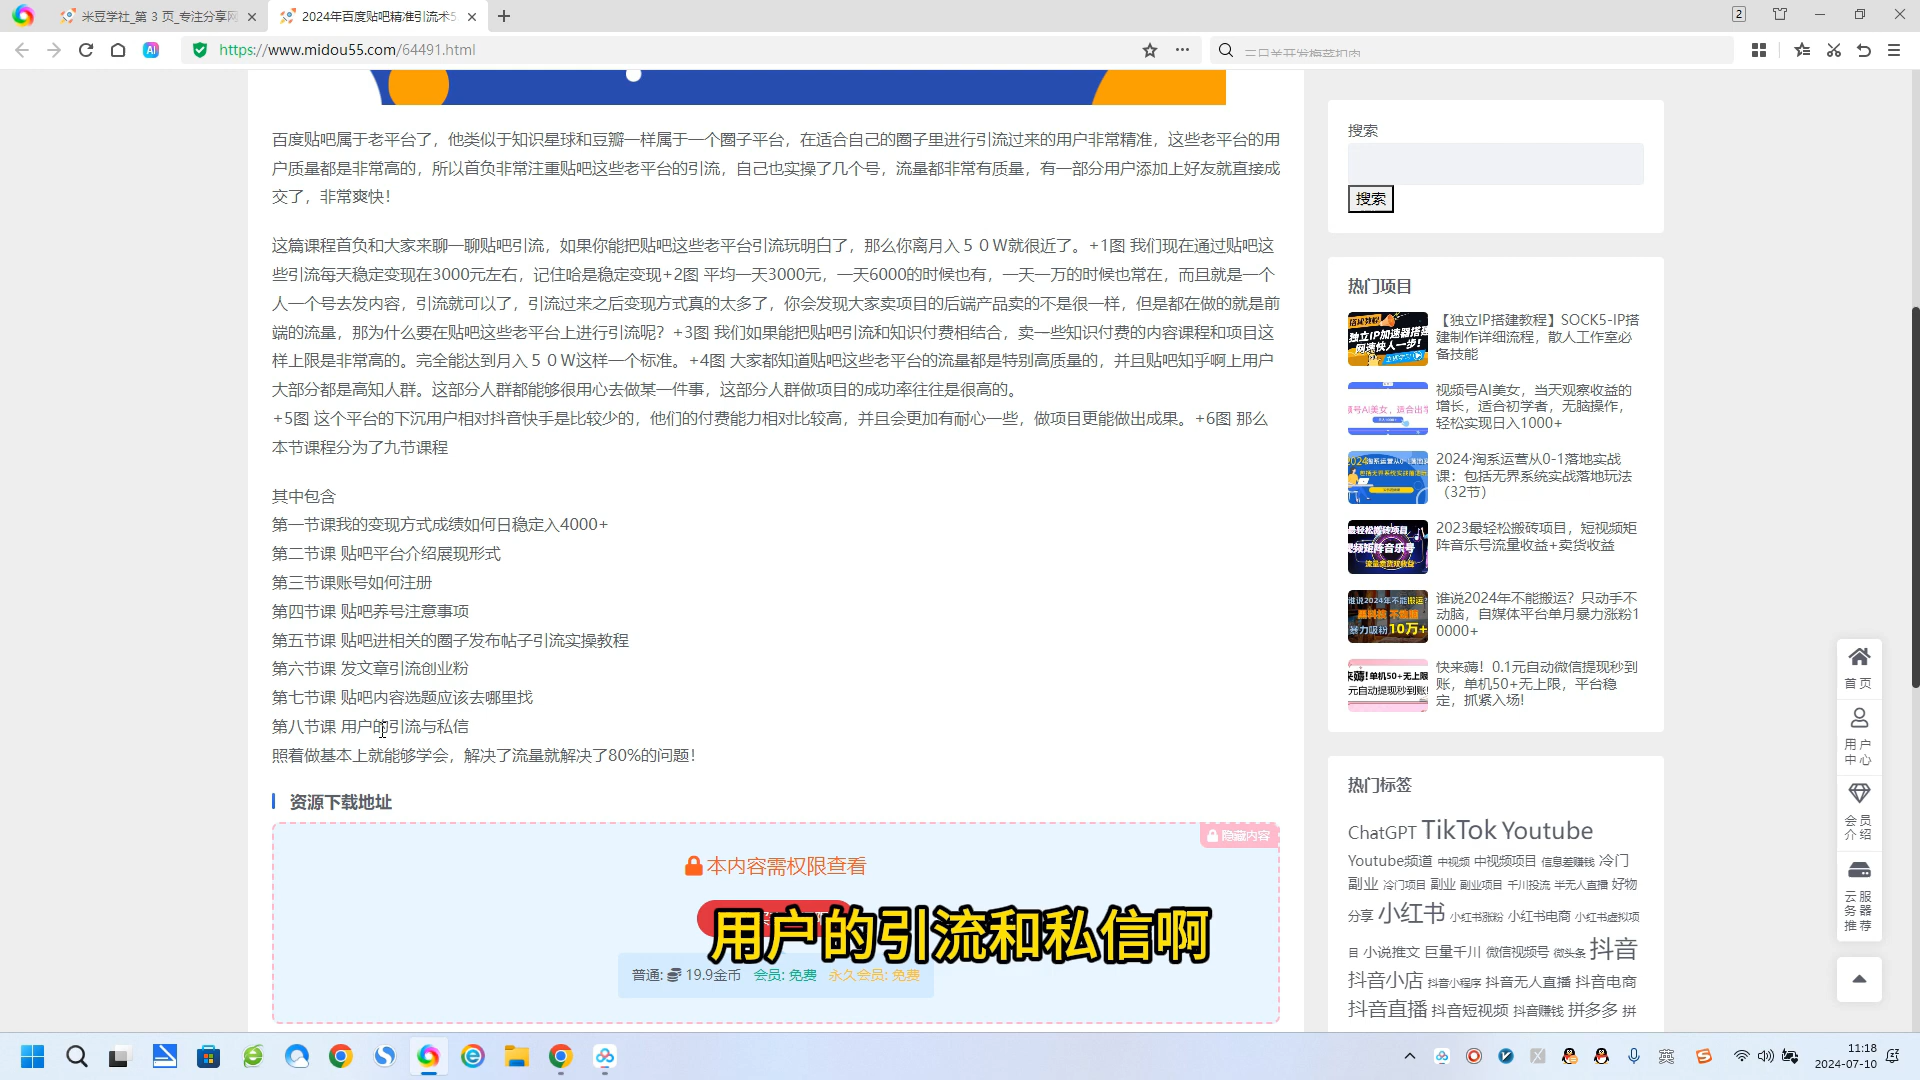 米豆学社_第 3 页_专注分享网
2024年百度贴吧精准引流术5
2
AI
https://www.midou55.com/64491.html
百度贴吧属于老平台了，他类似于知识星球和豆瓣一样属于一个圈子平台，在适合自己的圈子里进行引流过来的用户非常精准，这些老平台的用
户质量都是非常高的，所以首负非常注重贴吧这些老平台的引流，自己也实操了几个号，流量都非常有质量，有一部分用户添加上好友就直接成
交了，非常爽快！
这篇课程首负和大家来聊一聊贴吧引流，如果你能把贴吧这些老平台引流玩明白了，那么你离月入５０W就很近了。+1图 我们现在通过贴吧这
些引流每天稳定变现在3000元左右，记住哈是稳定变现+2图 平均一天3000元，一天6000的时候也有，一天一万的时候也常在，而且就是一个
人一个号去发内容，引流就可以了，引流过来之后变现方式真的太多了，你会发现大家卖项目的后端产品卖的不是很一样，但是都在做的就是前
端的流量，那为什么要在贴吧这些老平台上进行引流呢？+3图 我们如果能把贴吧引流和知识付费相结合，卖一些知识付费的内容课程和项目这
样上限是非常高的。完全能达到月入５０W这样一个标准。+4图 大家都知道贴吧这些老平台的流量都是特别高质量的，并且贴吧知乎啊上用户
大部分都是高知人群。这部分人群都能够很用心去做某一件事，这部分人群做项目的成功率往往是很高的。
+5图 这个平台的下沉用户相对抖音快手是比较少的，他们的付费能力相对比较高，并且会更加有耐心一些，做项目更能做出成果。+6图 那么
本节课程分为了九节课程
其中包含
第一节课我的变现方式成绩如何日稳定入4000+
第二节课 贴吧平台介绍展现形式
第三节课账号如何注册
第四节课 贴吧养号注意事项
第五节课 贴吧进相关的圈子发布帖子引流实操教程
第六节课 发文章引流创业粉
第七节课 贴吧内容选题应该去哪里找
第八节课 用户的引流与私信
照着做基本上就能够学会，解决了流量就解决了80%的问题！
资源下载地址
隐藏内容
本内容需权限查看
用户的引流和私信啊
普通: 19.9金币 会员: 免费 永久会员: 免费
搜索
搜索
热门项目
【独立IP搭建教程】SOCK5-IP搭
建制作详细流程，散人工作室必
备技能
视频号AI美女，当天观察收益的
增长，适合初学者，无脑操作，
轻松实现日入1000+
2024·淘系运营从0-1落地实战
课：包括无界系统实战落地玩法
（32节）
2023最轻松搬砖项目，短视频矩
阵音乐号流量收益+卖货收益
谁说2024年不能搬运？只动手不
动脑，自媒体平台单月暴力涨粉1
0000+
快来薅！0.1元自动微信提现秒到
账，单机50+无上限，平台稳
定，抓紧入场!
热门标签
ChatGPT TikTok Youtube
Youtube频道 中视频 中视频项目 信息差赚钱 冷门
副业 冷门项目 副业 副业项目 千川投流 半无人直播 好物
分享 小红书 小红书涨粉 小红书电商 小红书虚拟项
目 小说推文 巨量千川 微信视频号 微头条 抖音
抖音小店 抖音小程序 抖音无人直播 抖音电商
抖音直播 抖音短视频 抖音赚钱 拼多多 拼
首页
用户
中心
会员
介绍
云服
务器
推荐
英
11:18
2024-07-10